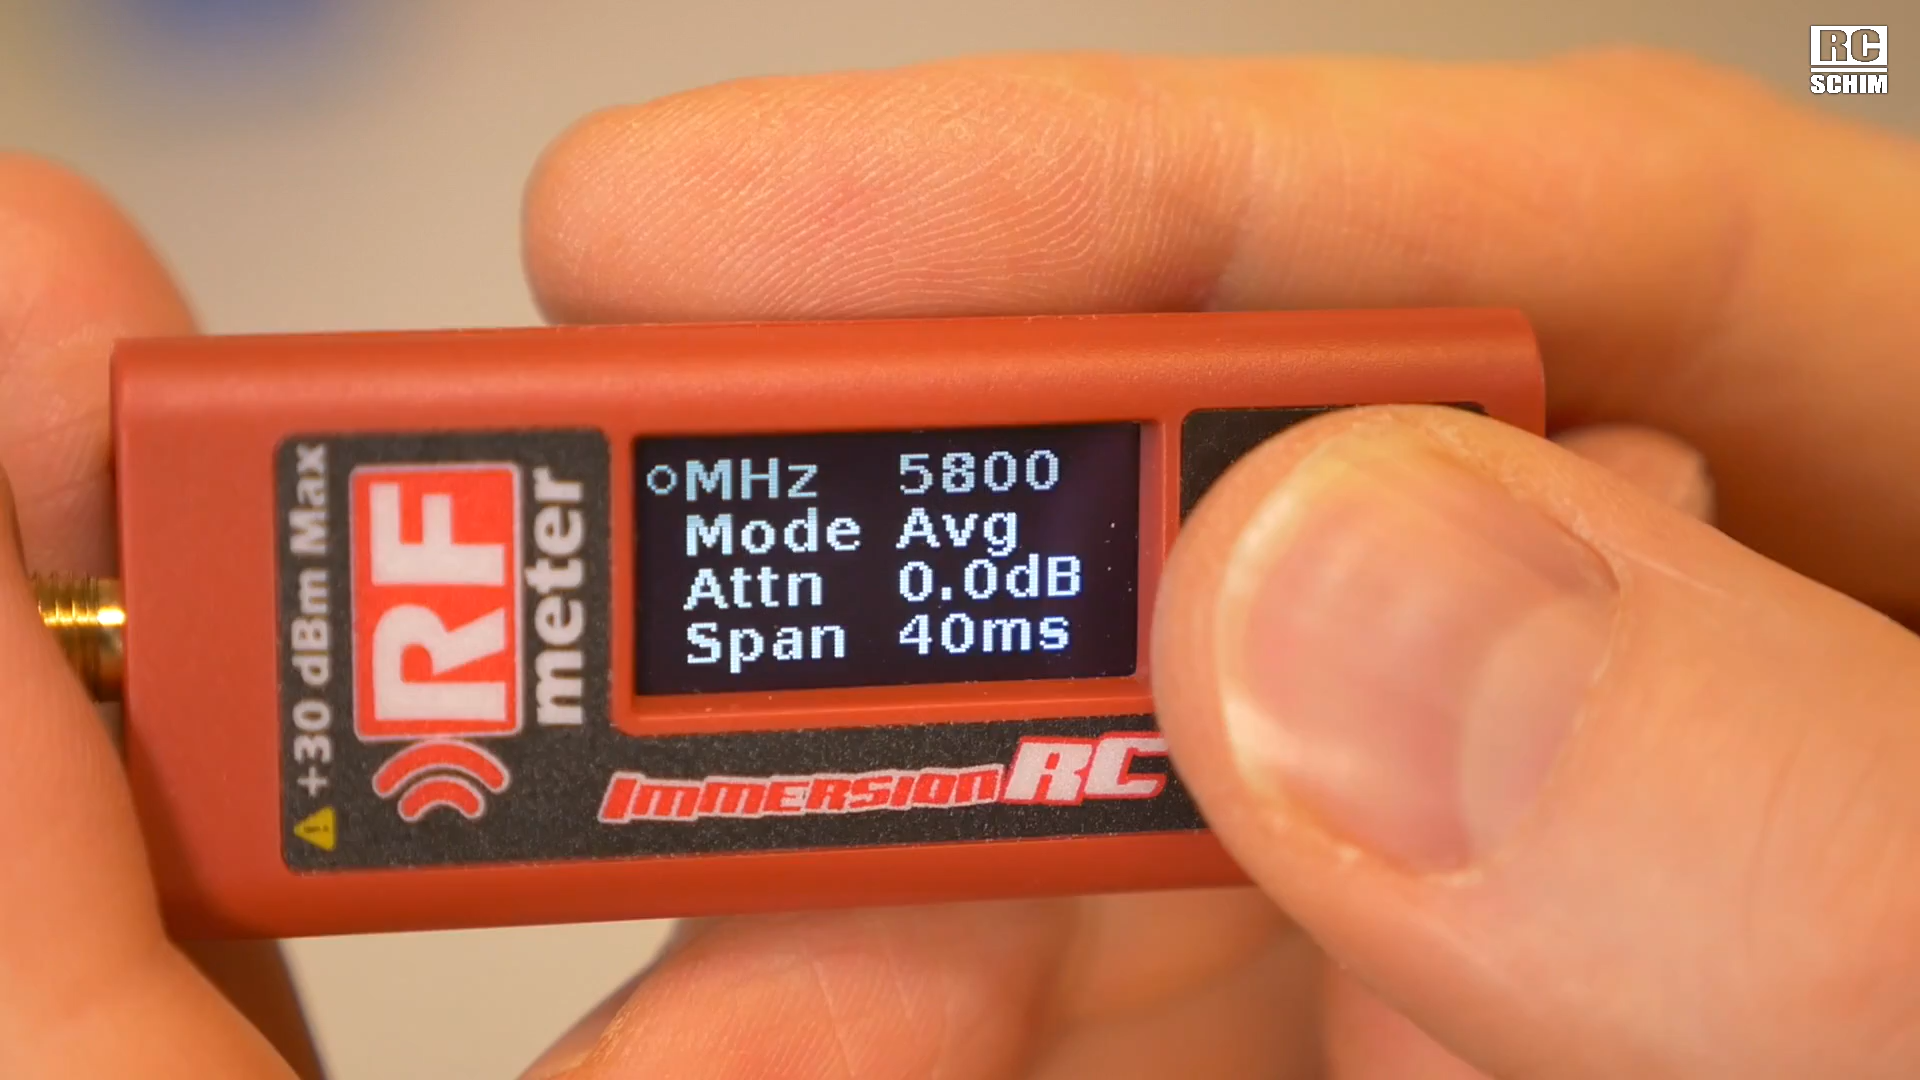 RC
SCHIM
+30 dBm Max
RF
meter
MHz 5800
Mode Avg
Attn 0.0dB
Span 40ms
ImmersionRC